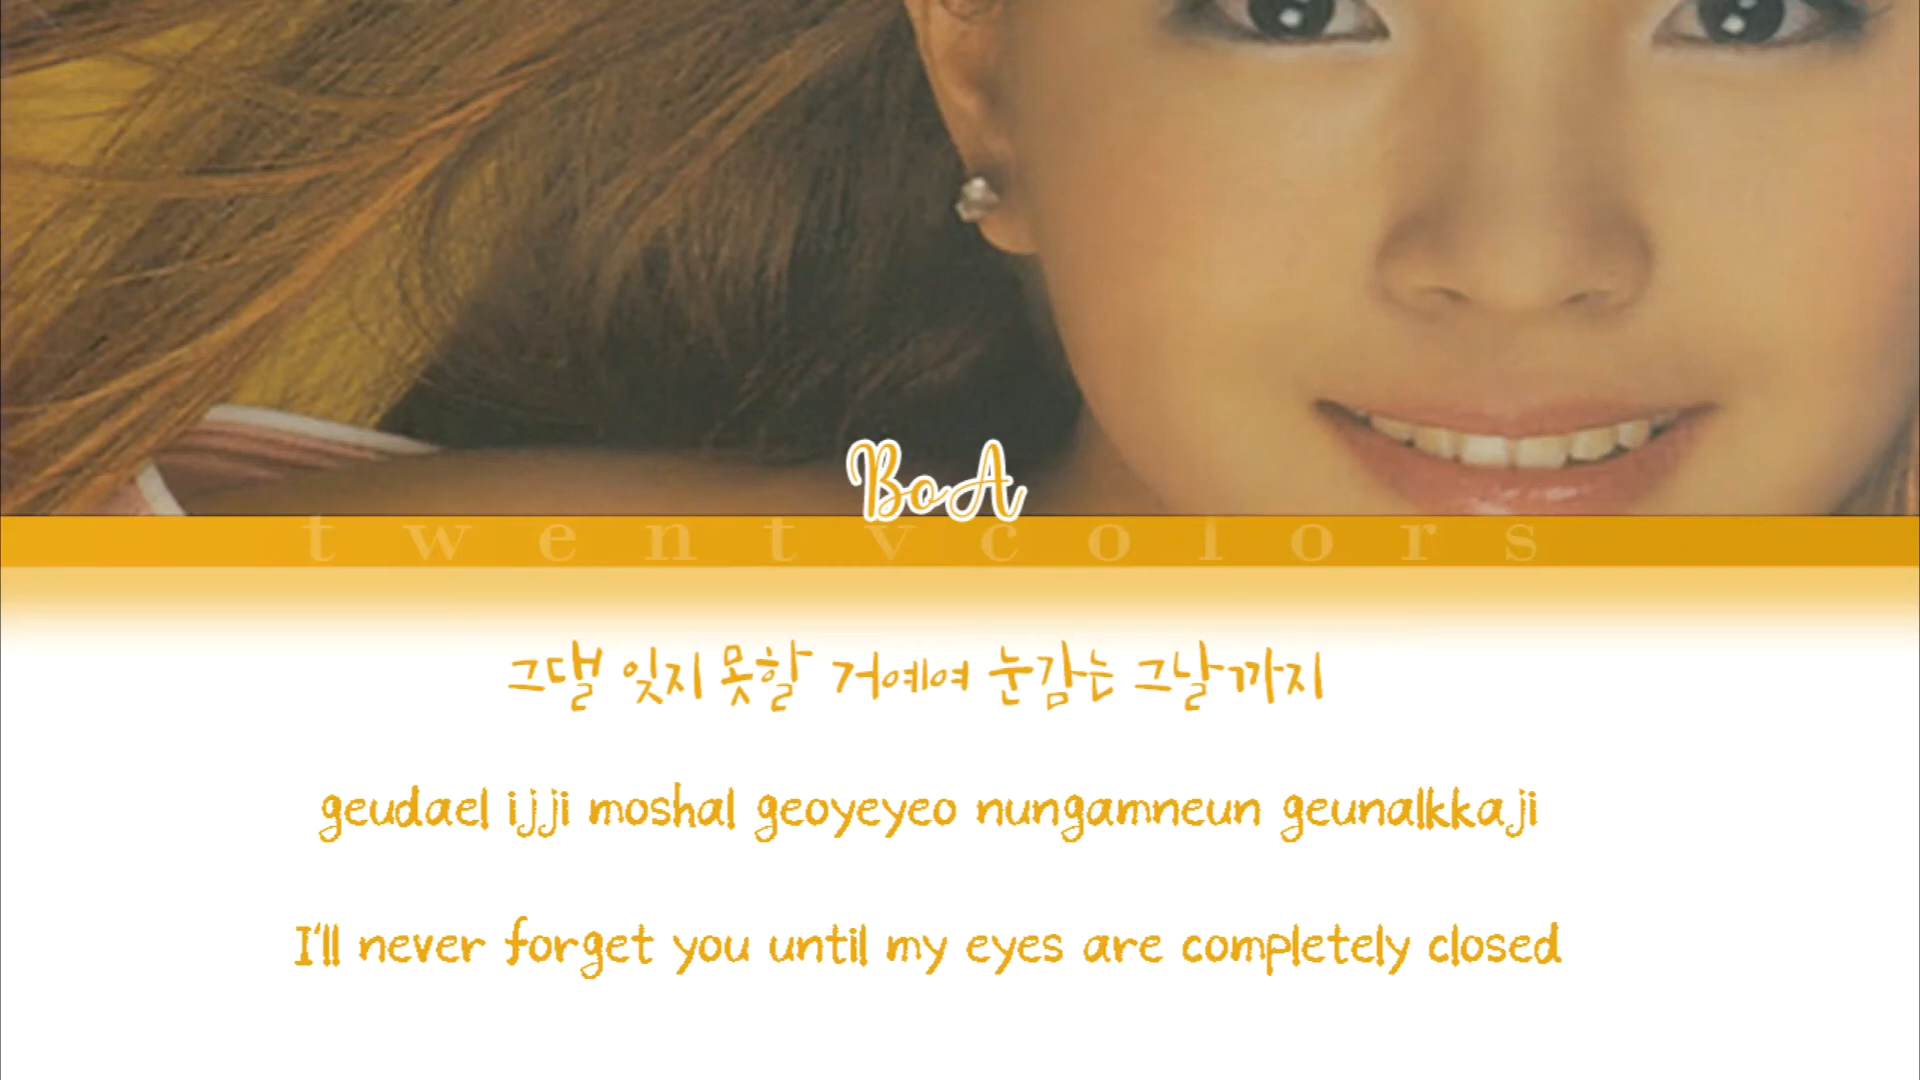 BoA
twentycolors
그댈 잊지 못할 거예여 눈감는 그날까지
geudael ijji moshal geoyeyeo nungamneun geunalkkaji
I'll never forget you until my eyes are completely closed